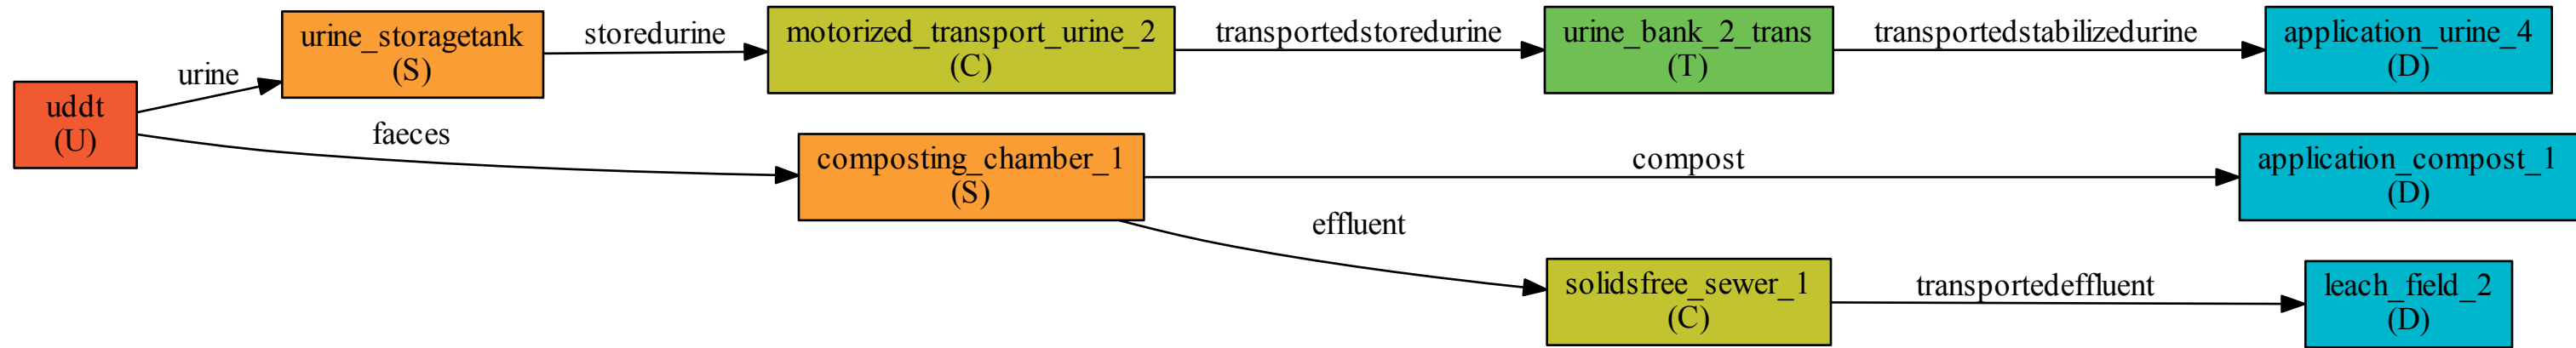 urine_storagetank
(S)
storedurine
motorized_transport_urine_2
(C)
transportedstoredurine
urine_bank_2_trans
(T)
transportedstabilizedurine
application_urine_4
(D)
urine
uddt
(U)
faeces
composting_chamber_1
(S)
compost
application_compost_1
(D)
effluent
solidsfree_sewer_1
(C)
transportedeffluent
leach_field_2
(D)